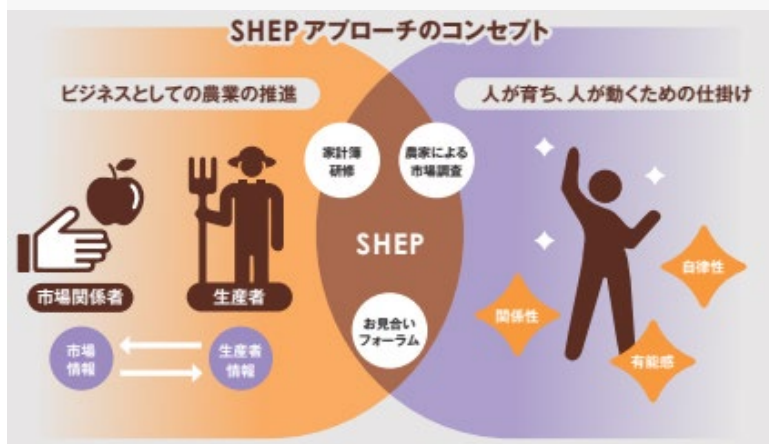 SHEPアプローチのコンセプト
ビジネスとしての農業の推進
人が育ち、人が動くための仕掛け
家計簿
研修
農家による
市場調査
SHEP
お見合い
フォーラム
市場関係者
生産者
市場
情報
生産者
情報
自律性
関係性
有能感